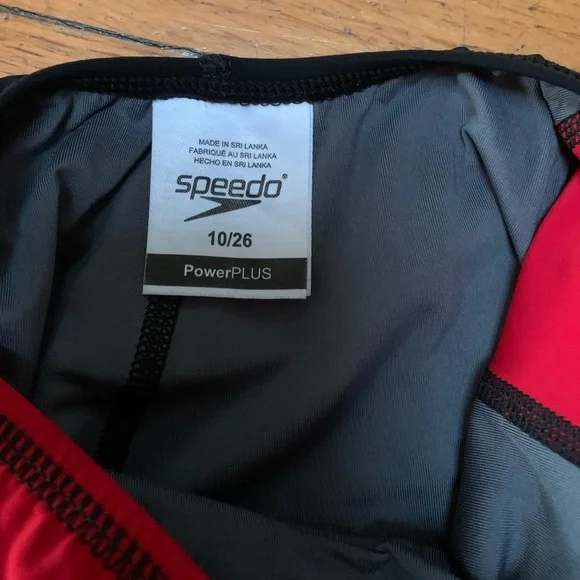 MADE IN SRI LANKA
FABRIQUÉ AU SRI LANKA
HECHO EN SRI LANKA
speedo®
10/26
PowerPLUS